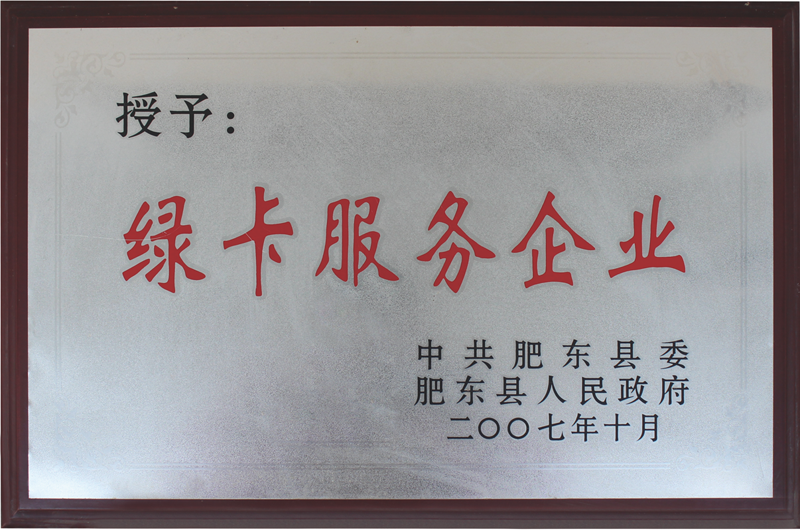 授予：
绿卡服务企业
中共肥东县委
肥东县人民政府
二〇〇七年十月